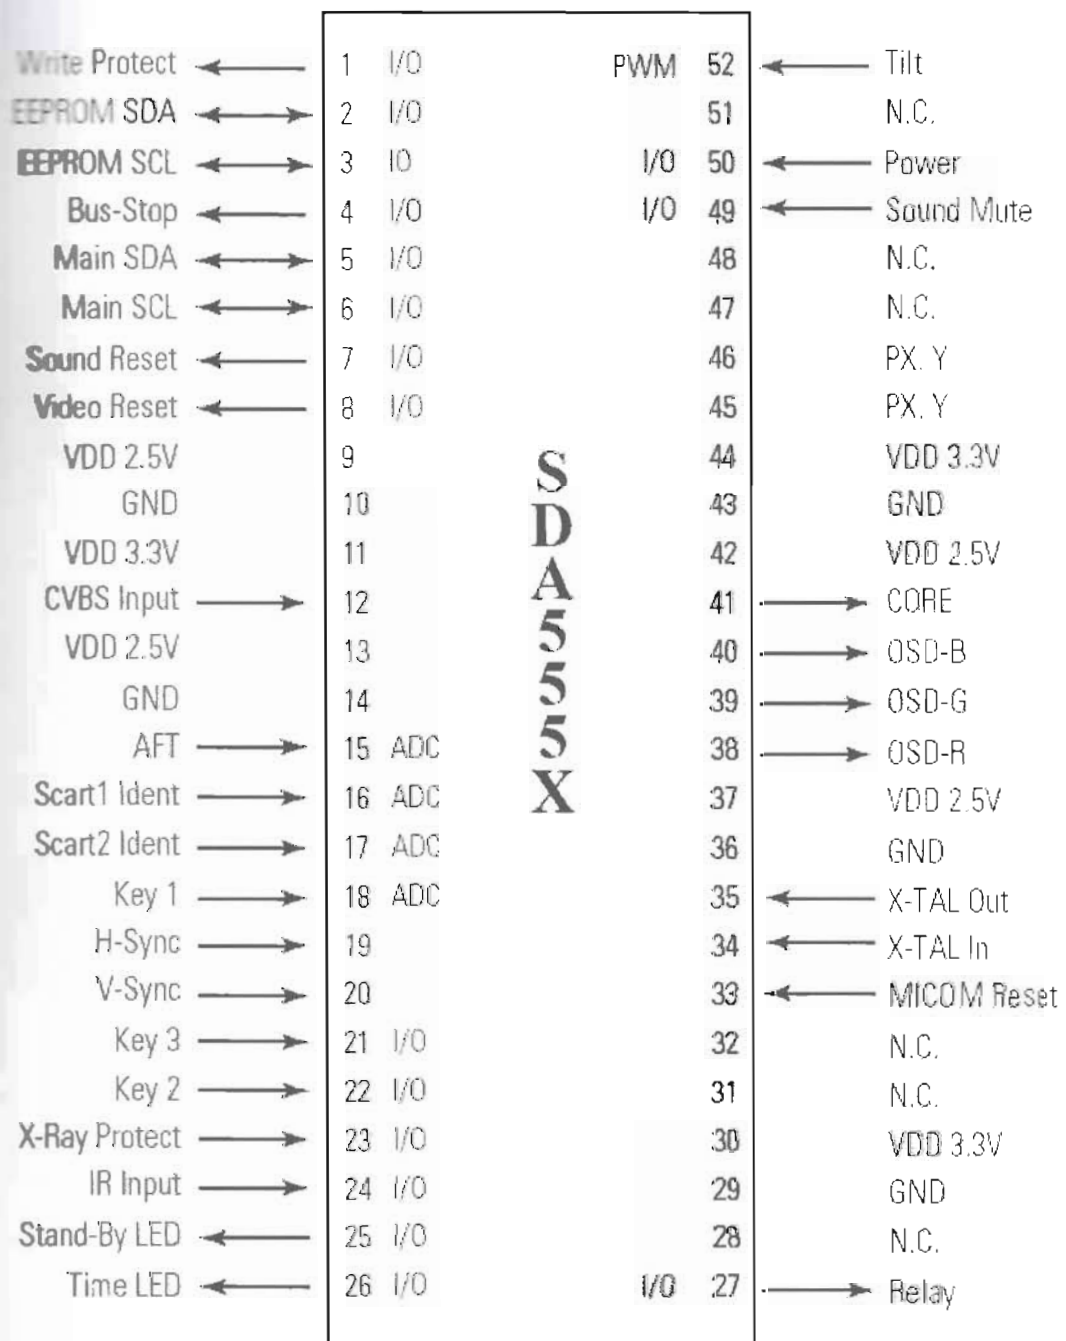 Write Protect 1 I/O PWM 52 Tilt
EEPROM SDA 2 I/O 51 N.C.
EEPROM SCL 3 IO I/O 50 Power
Bus-Stop 4 I/O I/O 49 Sound Mute
Main SDA 5 I/O 48 N.C.
Main SCL 6 I/O 47 N.C.
Sound Reset 7 I/O 46 PX. Y
Video Reset 8 I/O 45 PX. Y
VDD 2.5V 9 44 VDD 3.3V
GND 10 43 GND
VDD 3.3V 11 42 VDD 2.5V
CVBS Input 12 41 CORE
VDD 2.5V 13 40 OSD-B
GND 14 39 OSD-G
AFT 15 ADC 38 OSD-R
Scart1 Ident 16 ADC 37 VDD 2.5V
Scart2 Ident 17 ADC 36 GND
Key 1 18 ADC 35 X-TAL Out
H-Sync 19 34 X-TAL In
V-Sync 20 33 MICOM Reset
Key 3 21 I/O 32 N.C.
Key 2 22 I/O 31 N.C.
X-Ray Protect 23 I/O 30 VDD 3.3V
IR Input 24 I/O 29 GND
Stand-By LED 25 I/O 28 N.C.
Time LED 26 I/O I/O 27 Relay
SDA555X